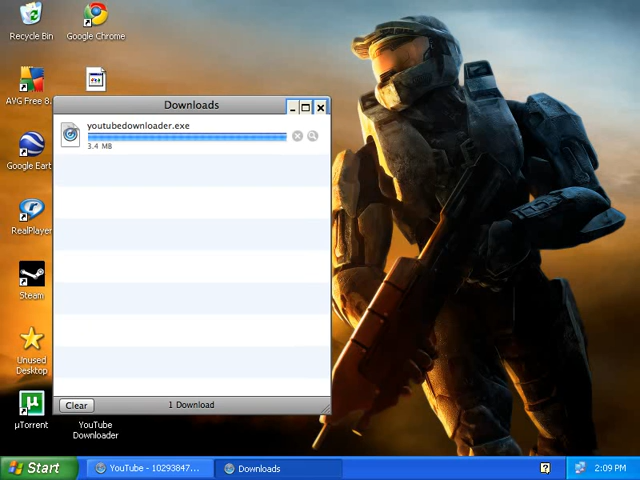 Recycle Bin
Google Chrome
AVG Free 8.
Google Eart
RealPlayer
Steam
Unused
Desktop
µTorrent
YouTube
Downloader
Downloads
youtubedownloader.exe
3.4 MB
Clear
1 Download
Start
YouTube - 10293847...
Downloads
2:09 PM